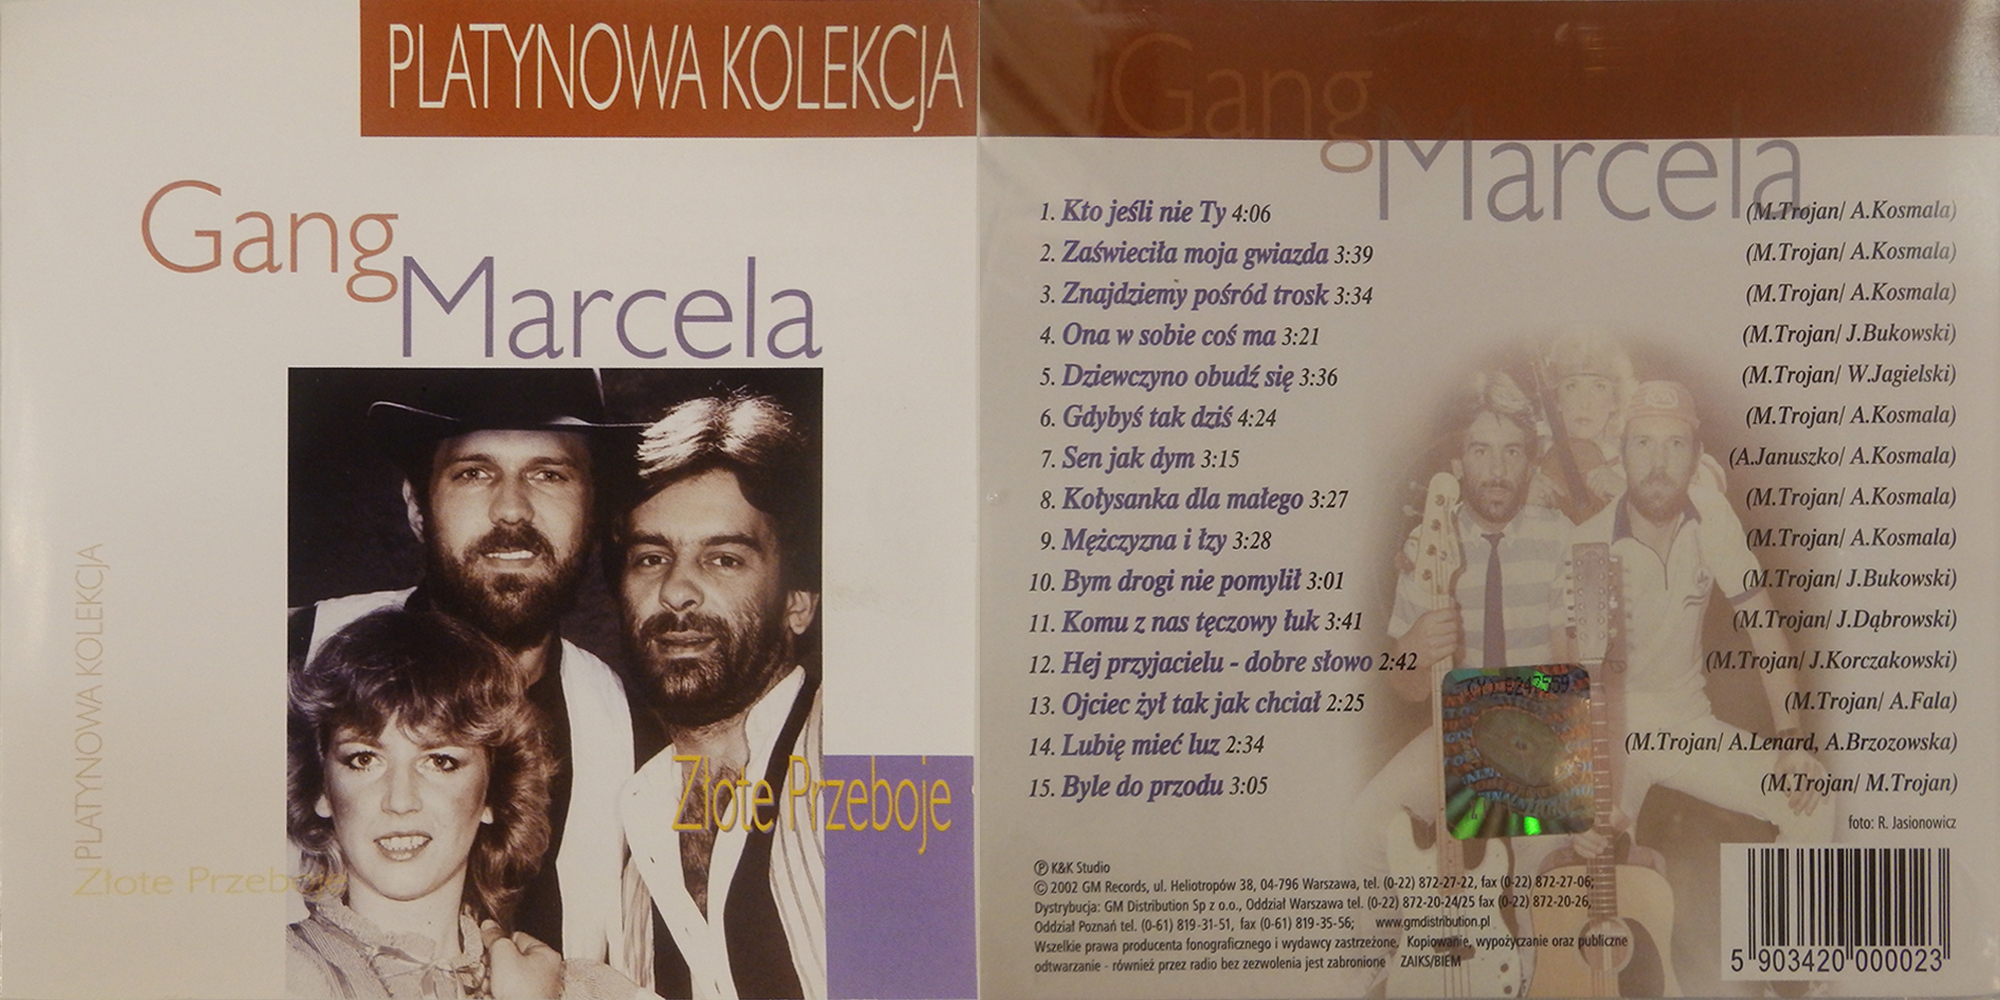 PLATYNOWA KOLEKCJA
Gang
Marcela
PLATYNOWA KOLEKCJA
Złote Przeboje
Złote Przeboje
Gang
Marcela
1. Kto jeśli nie Ty 4:06 (M.Trojan/ A.Kosmala)
2. Zaświeciła moja gwiazda 3:39 (M.Trojan/ A.Kosmala)
3. Znajdziemy pośród trosk 3:34 (M.Trojan/ A.Kosmala)
4. Ona w sobie coś ma 3:21 (M.Trojan/ J.Bukowski)
5. Dziewczyno obudź się 3:36 (M.Trojan/ W.Jagielski)
6. Gdybyś tak dziś 4:24 (M.Trojan/ A.Kosmala)
7. Sen jak dym 3:15 (A.Januszko/ A.Kosmala)
8. Kołysanka dla małego 3:27 (M.Trojan/ A.Kosmala)
9. Mężczyzna i łzy 3:28 (M.Trojan/ A.Kosmala)
10. Bym drogi nie pomylił 3:01 (M.Trojan/ J.Bukowski)
11. Komu z nas tęczowy łuk 3:41 (M.Trojan/ J.Dąbrowski)
12. Hej przyjacielu - dobre słowo 2:42 (M.Trojan/ J.Korczakowski)
13. Ojciec żył tak jak chciał 2:25 (M.Trojan/ A.Fala)
14. Lubię mieć luz 2:34 (M.Trojan/ A.Lenard, A.Brzozowska)
15. Byle do przodu 3:05 (M.Trojan/ M.Trojan)
foto: R. Jasionowicz
Ⓟ K&K Studio
© 2002 GM Records, ul. Heliotropów 38, 04-796 Warszawa, tel. (0-22) 872-27-22, fax (0-22) 872-27-06;
Dystrybucja: GM Distribution Sp z o.o., Oddział Warszawa tel. (0-22) 872-20-24/25 fax (0-22) 872-20-26,
Oddział Poznań tel. (0-61) 819-31-51, fax (0-61) 819-35-56; www.gmdistribution.pl
Wszelkie prawa producenta fonograficznego i wydawcy zastrzeżone. Kopiowanie, wypożyczanie oraz publiczne
odtwarzanie - również przez radio bez zezwolenia jest zabronione ZAIKS/BIEM
5 903420 000023